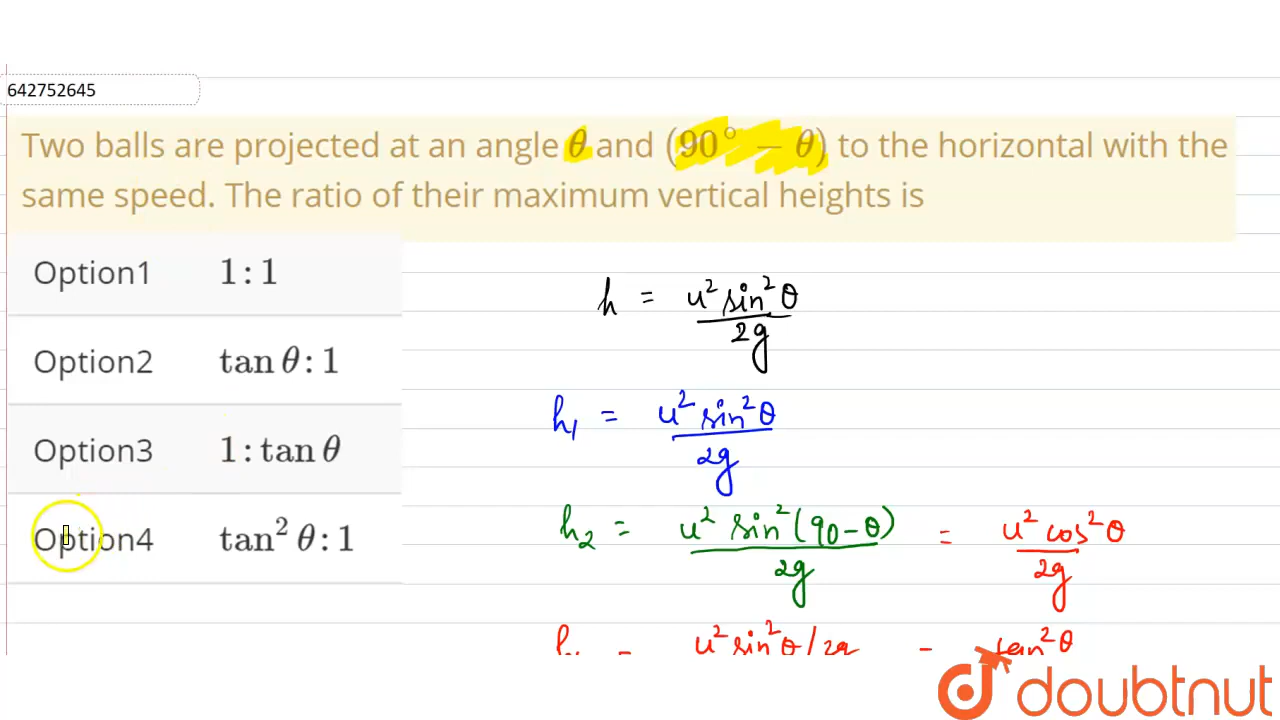 642752645
Two balls are projected at an angle θ and (90° − θ) to the horizontal with the
same speed. The ratio of their maximum vertical heights is
Option1 1 : 1
Option2 tan θ : 1
Option3 1 : tan θ
Option4 tan² θ : 1
h = u² sin² θ / 2g
h₁ = u² sin² θ / 2g
h₂ = u² sin² (90 − θ) / 2g = u² cos² θ / 2g
= u² sin² θ / 2g = tan² θ
doubtnut